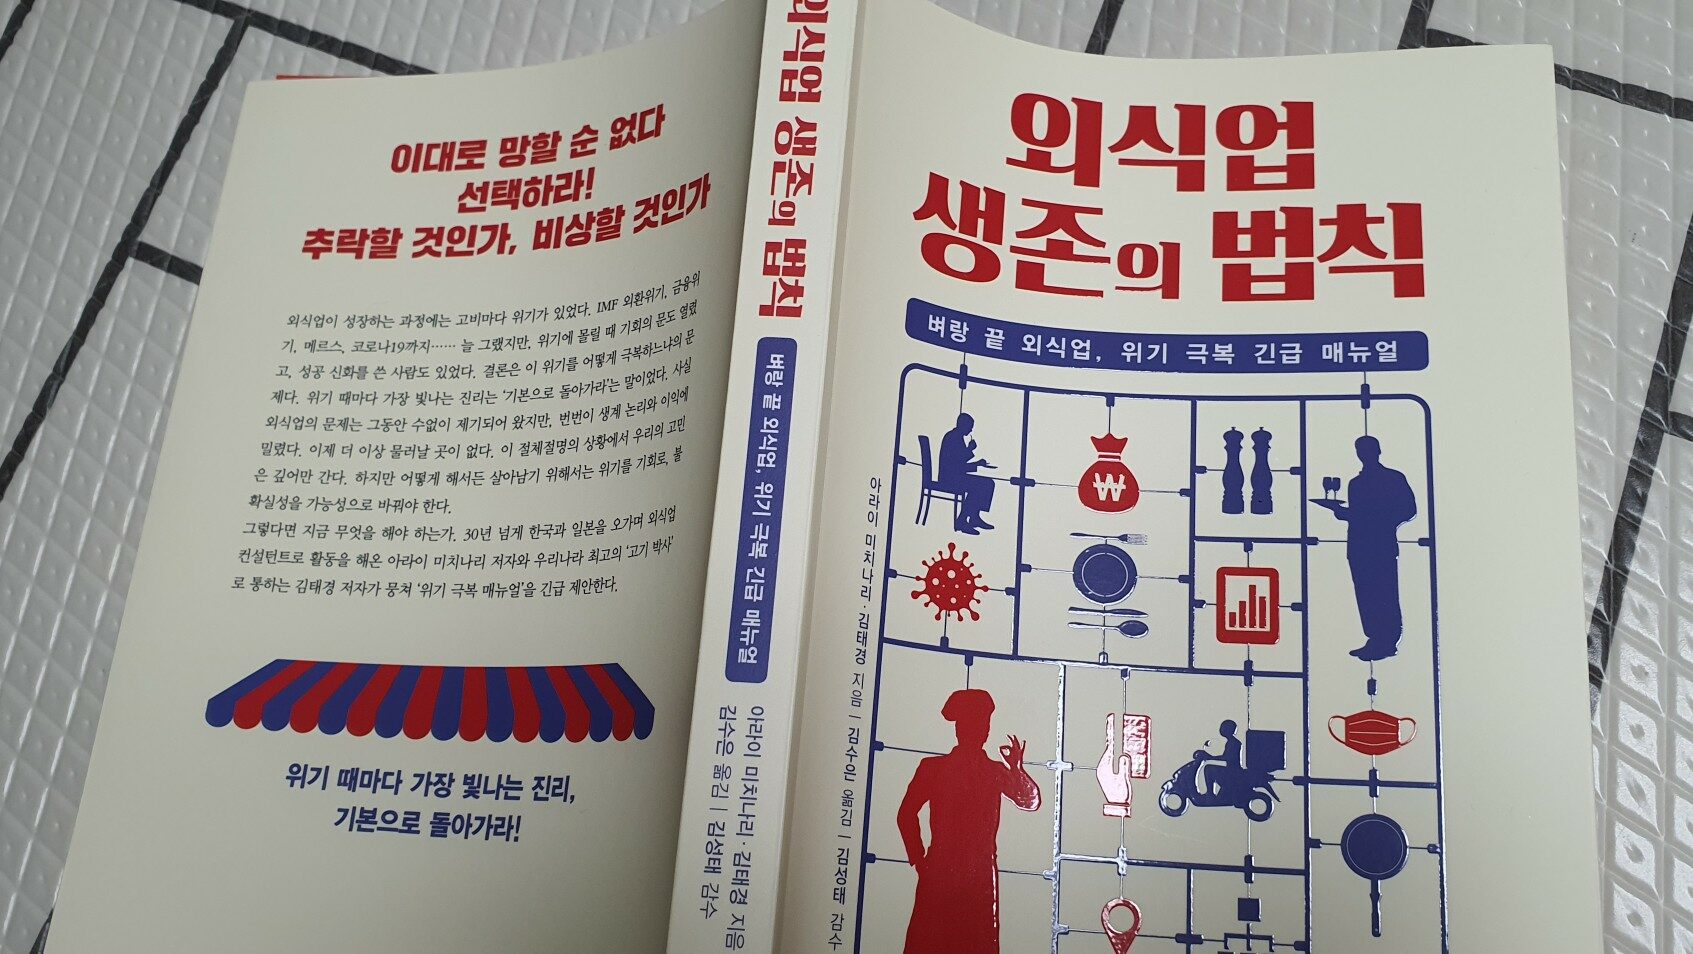 이대로 망할 순 없다
선택하라!
추락할 것인가, 비상할 것인가
외식업이 성장하는 과정에는 고비마다 위기가 있었다. IMF 외환위기, 금융위
기, 메르스, 코로나19까지…… 늘 그랬지만, 위기에 몰릴 때 기회의 문도 열렸
고, 성공 신화를 쓴 사람도 있었다. 결론은 이 위기를 어떻게 극복하느냐의 문
제다. 위기 때마다 가장 빛나는 진리는 '기본으로 돌아가라'는 말이었다. 사실
외식업의 문제는 그동안 수없이 제기되어 왔지만, 번번이 생계 논리와 이익에
밀렸다. 이제 더 이상 물러날 곳이 없다. 이 절체절명의 상황에서 우리의 고민
은 깊어만 간다. 하지만 어떻게 해서든 살아남기 위해서는 위기를 기회로, 불
확실성을 가능성으로 바꿔야 한다.
그렇다면 지금 무엇을 해야 하는가. 30년 넘게 한국과 일본을 오가며 외식업
컨설턴트로 활동을 해온 아라이 미치나리 저자와 우리나라 최고의 '고기 박사'
로 통하는 김태경 저자가 뭉쳐 '위기 극복 매뉴얼'을 긴급 제안한다.
위기 때마다 가장 빛나는 진리,
기본으로 돌아가라!
외식업 생존의 법칙
벼랑 끝 외식업, 위기 극복 긴급 매뉴얼
아라이 미치나리·김태경 지음
김수은 옮김 | 김성태 감수
외식업
생존의 법칙
벼랑 끝 외식업, 위기 극복 긴급 매뉴얼
아라이 미치나리·김태경 지음 | 김수은 옮김 | 김성태 감수
₩